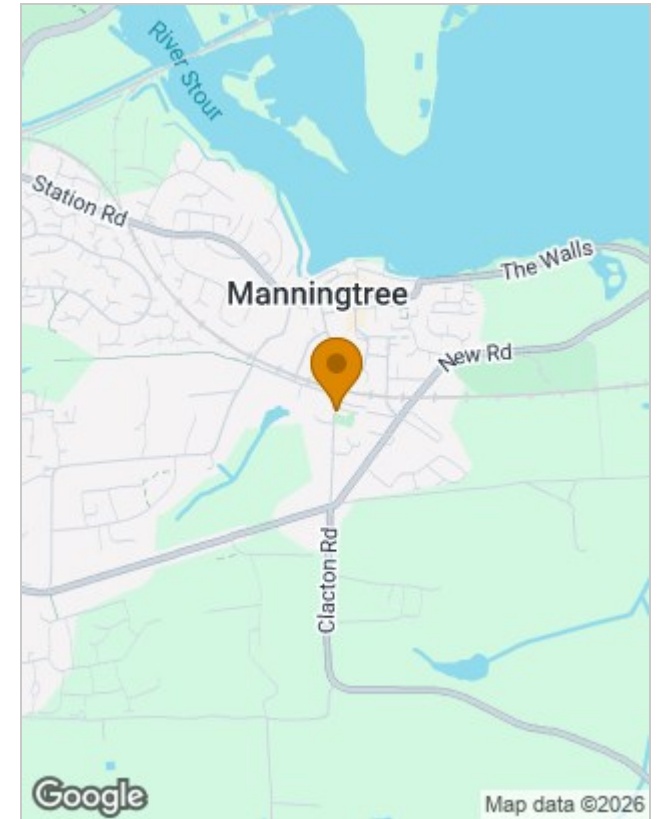 River Stour
Station Rd
The Walls
Manningtree
New Rd
Clacton Rd
Google
Map data ©2026